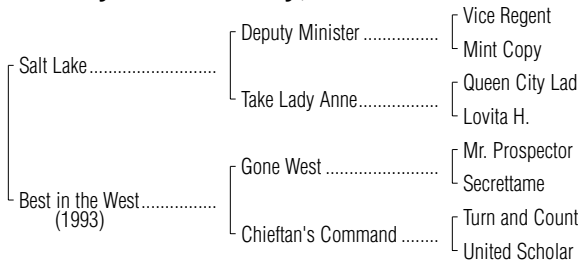 Vice Regent
Deputy Minister ................
Mint Copy
Salt Lake.........................
Queen City Lad
Take Lady Anne.................
Lovita H.
Mr. Prospector
Gone West ......................
Secrettame
Best in the West...............
(1993)
Turn and Count
Chieftan's Command ........
United Scholar